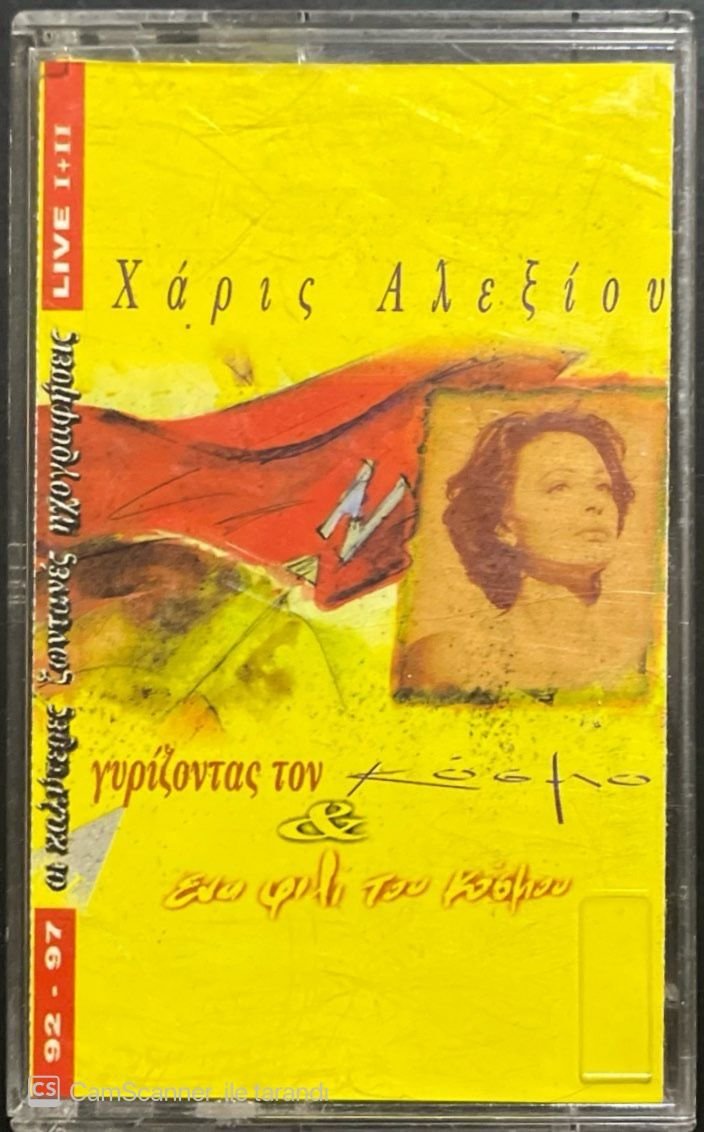 LIVE I+II
οι καλύτερες ζωντανές ηχογραφήσεις
92 - 97
Χάρις Αλεξίου
γυρίζοντας τον κόσμο
&
ένα φιλί του κόσμου
CS CamScanner ile tarandı